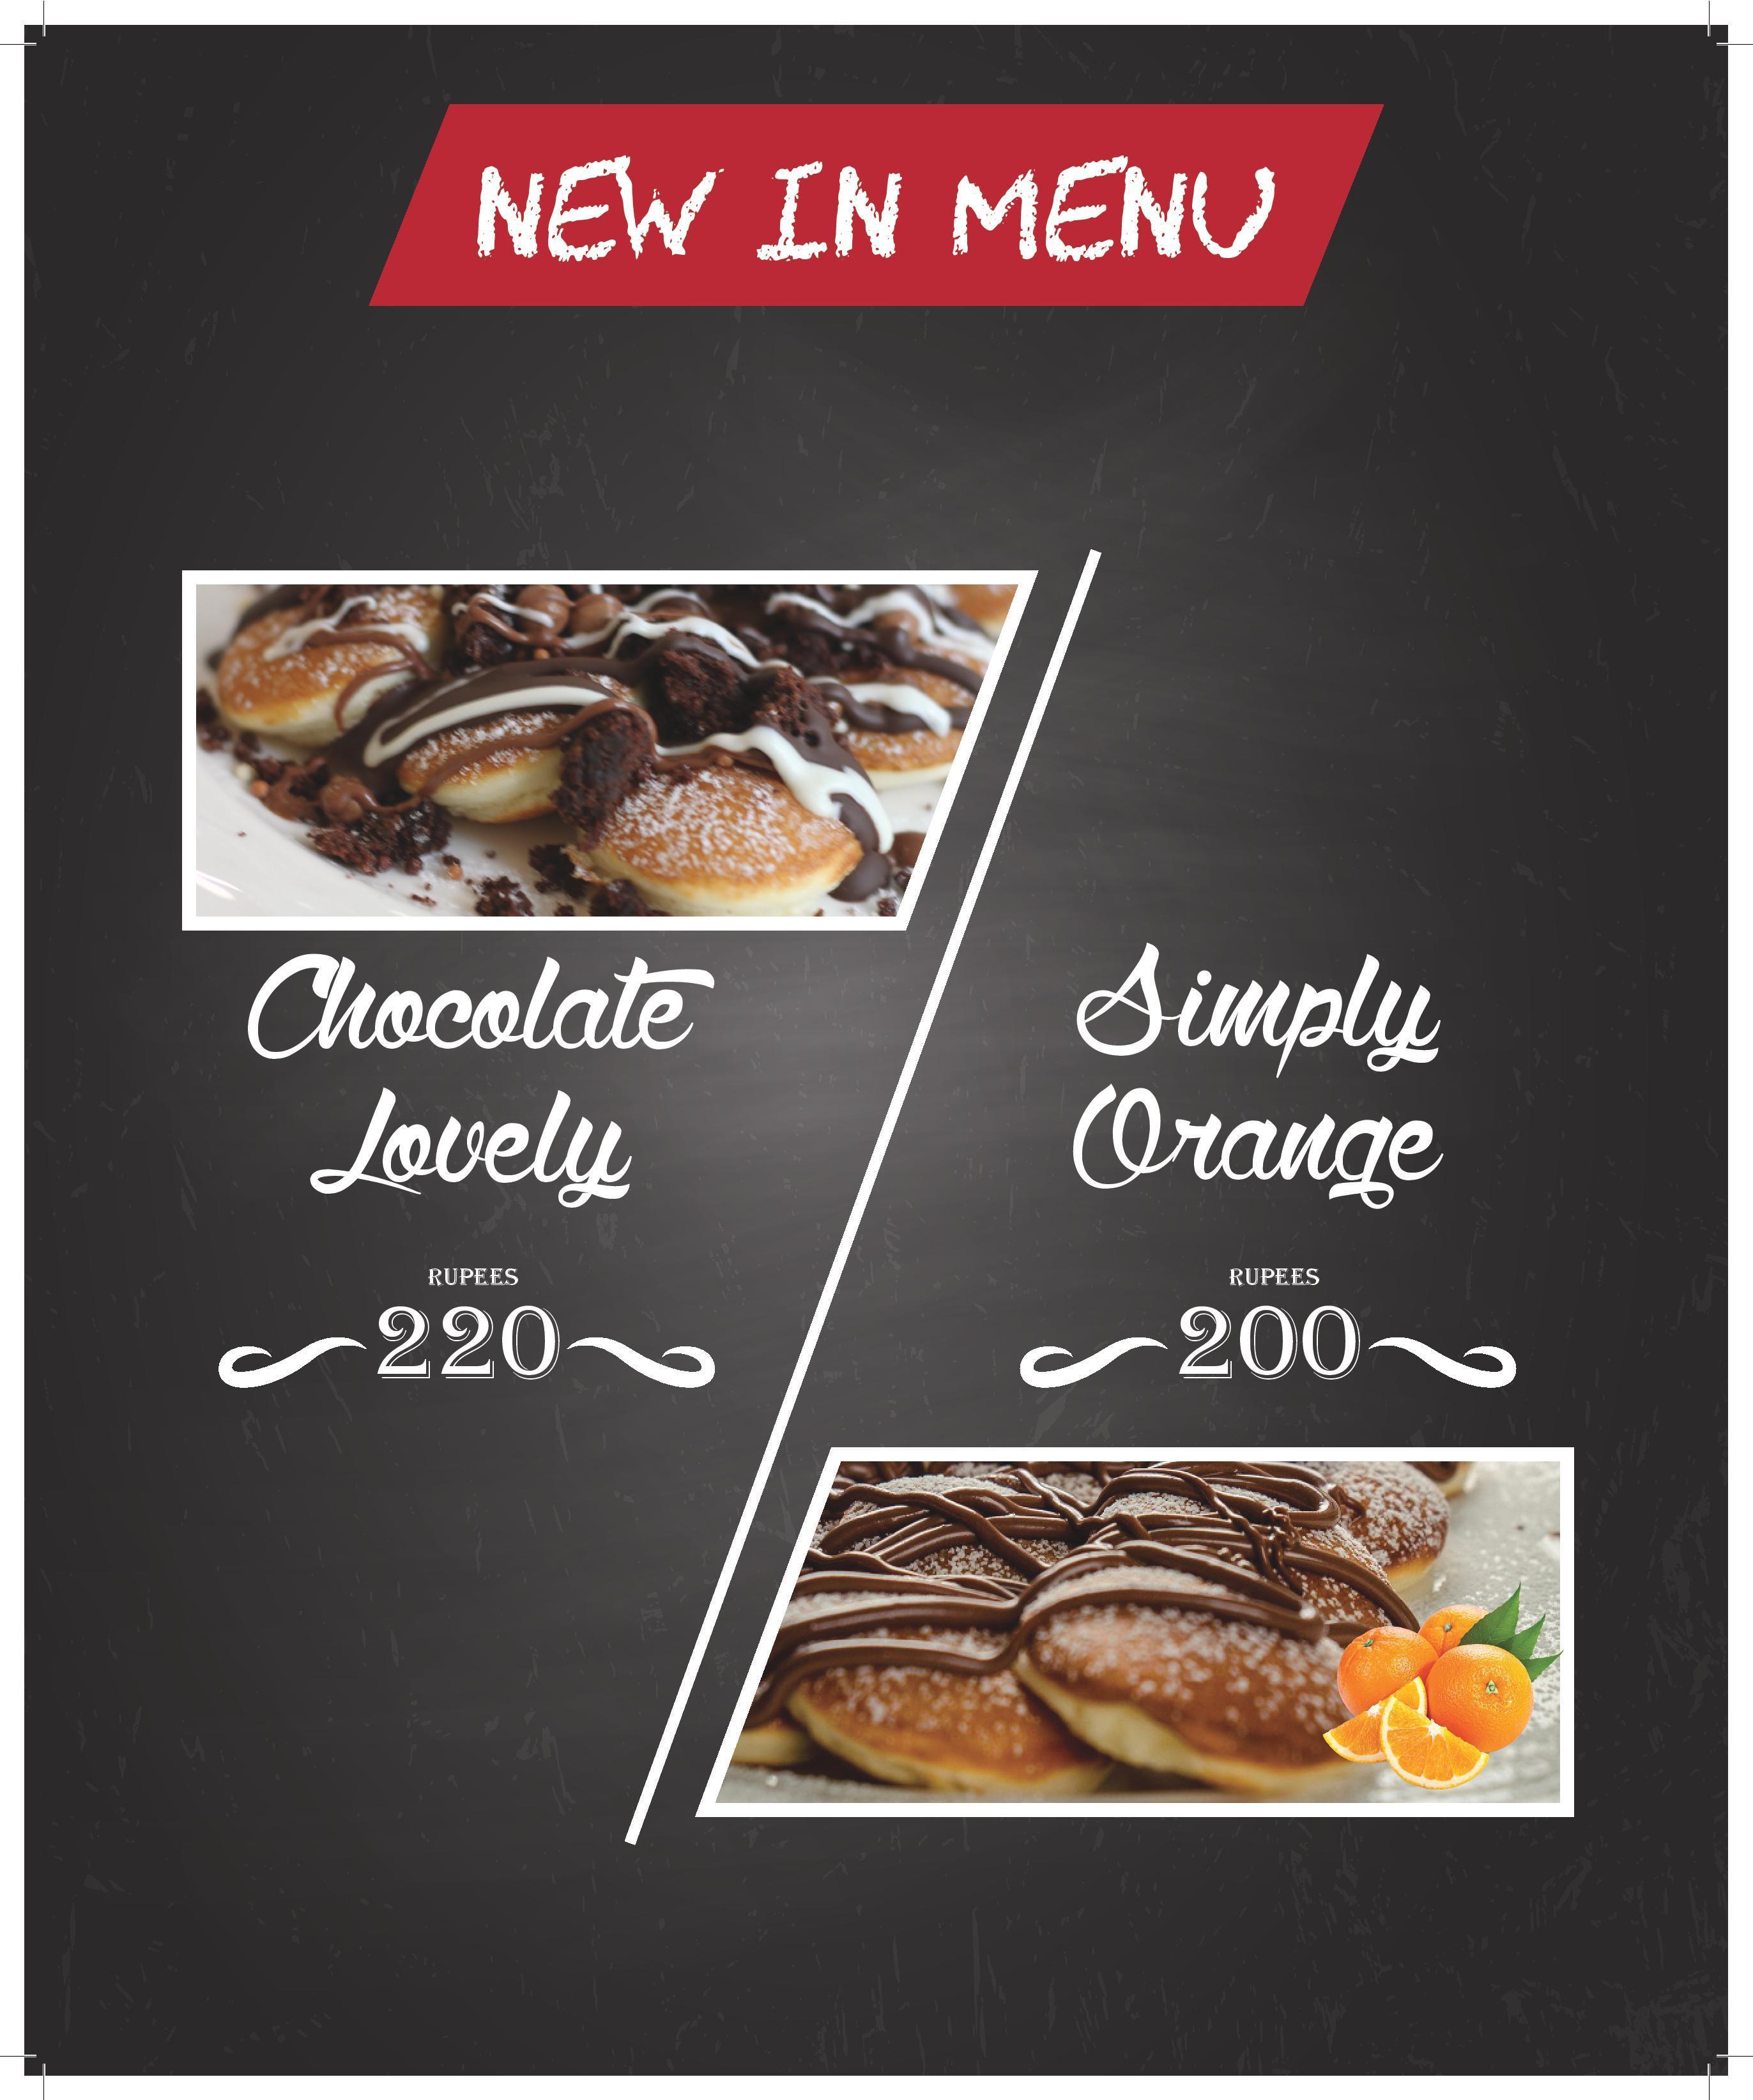 NEW IN MENU
Chocolate
Lovely
RUPEES
220
Simply
Orange
RUPEES
200